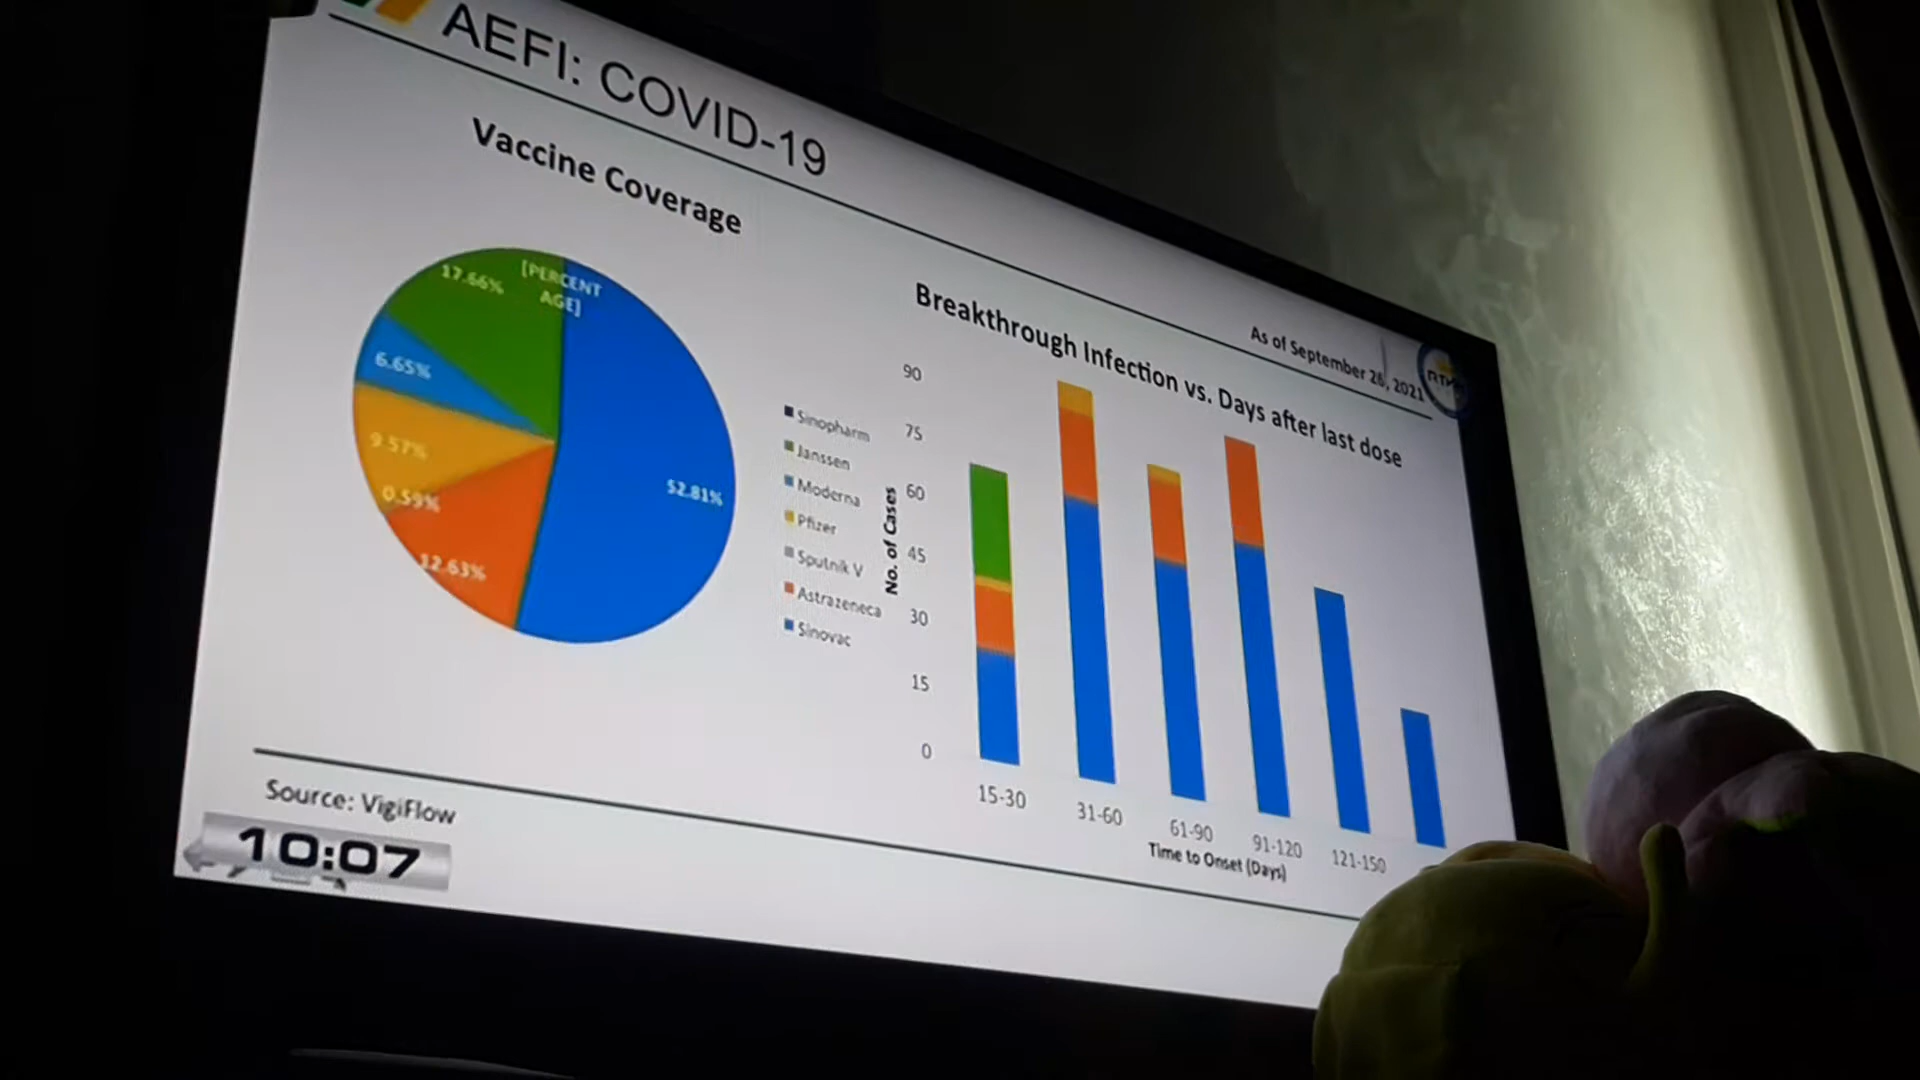 AEFI: COVID-19
Vaccine Coverage
[PERCENT
AGE]
17.66%
6.65%
9.57%
0.59%
12.63%
52.81%
Sinopharm
Janssen
Moderna
Pfizer
Sputnik V
Astrazeneca
Sinovac
As of September 26, 2021
Breakthrough Infection vs. Days after last dose
No. of Cases
90
75
60
45
30
15
0
15-30
31-60
61-90
91-120
121-150
Time to Onset (Days)
Source: VigiFlow
10:07